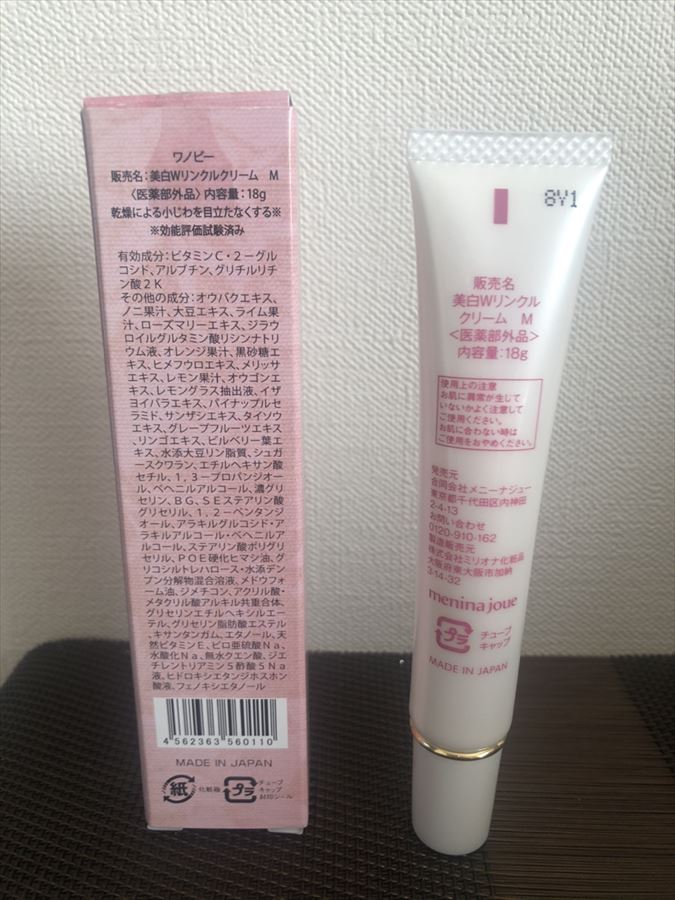 ワノビー
販売名:美白Wリンクルクリーム M
〈医薬部外品〉内容量:18g
乾燥による小じわを目立たなくする※
※効能評価試験済み
有効成分:ビタミンC・2-グル
コシド、アルブチン、グリチルリチ
ン酸2K
その他の成分:オウバクエキス、
ノニ果汁、大豆エキス、ライム果
汁、ローズマリーエキス、ジラウ
ロイルグルタミン酸リシンナトリ
ウム液、オレンジ果汁、黒砂糖エ
キス、ヒメフウロエキス、メリッサ
エキス、レモン果汁、オウゴンエ
キス、レモングラス抽出液、イザ
ヨイバラエキス、パイナップルセ
ラミド、サンザシエキス、タイソウ
エキス、グレープフルーツエキス
、リンゴエキス、ビルベリー葉エ
キス、水添大豆リン脂質、シュガ
ースクワラン、エチルヘキサン酸
セチル、1,3-プロパンジオー
ル、ベヘニルアルコール、濃グリ
セリン、BG、SEステアリン酸
グリセリル、1,2-ペンタンジ
オール、アラキルグルコシド・ア
ラキルアルコール・ベヘニルア
ルコール、ステアリン酸ポリグリ
セリル、POE硬化ヒマシ油、グ
リコシルトレハロース・水添デン
プン分解物混合溶液、メドウフォ
ーム油、ジメチコン、アクリル酸・
メタクリル酸アルキル共重合体、
グリセリンエチルヘキシルエー
テル、グリセリン脂肪酸エステル、
キサンタンガム、エタノール、天
然ビタミンE、ピロ亜硫酸Na、
水酸化Na、無水クエン酸、ジエ
チレントリアミン5酢酸5Na
液、ヒドロキシエタンジホスホン
酸液、フェノキシエタノール
4 562363 560110
MADE IN JAPAN
紙
化粧箱
プラ
チューブ
キャップ
封印シール
8Y1
販売名
美白Wリンクル
クリーム M
〈医薬部外品〉
内容量:18g
使用上の注意
お肌に異常が生して
いないかよく注意して
ご使用ください。
お肌に合わない時は
ご使用をおやめください。
発売元
合同会社メニーナジュー
東京都千代田区内神田
2-4-13
お問い合わせ
0120-910-162
製造販売元
株式会社ミリオナ化粧品
大阪府東大阪市加納
3-14-32
menina joue
プラ
チューブ
キャップ
MADE IN JAPAN